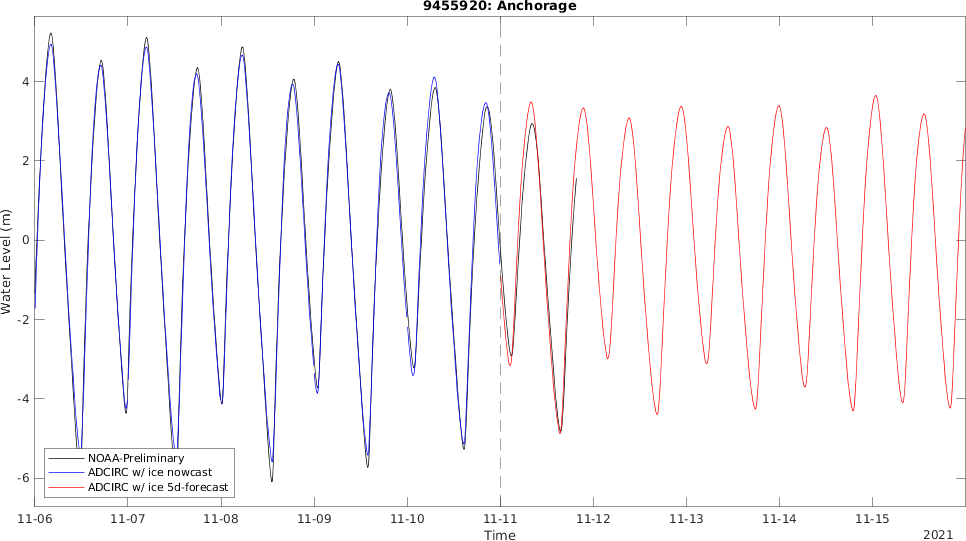 9455920: Anchorage
Water Level (m)
4
2
0
-2
-4
-6
NOAA-Preliminary
ADCIRC w/ ice nowcast
ADCIRC w/ ice 5d-forecast
11-06 11-07 11-08 11-09 11-10 11-11 11-12 11-13 11-14 11-15
Time
2021